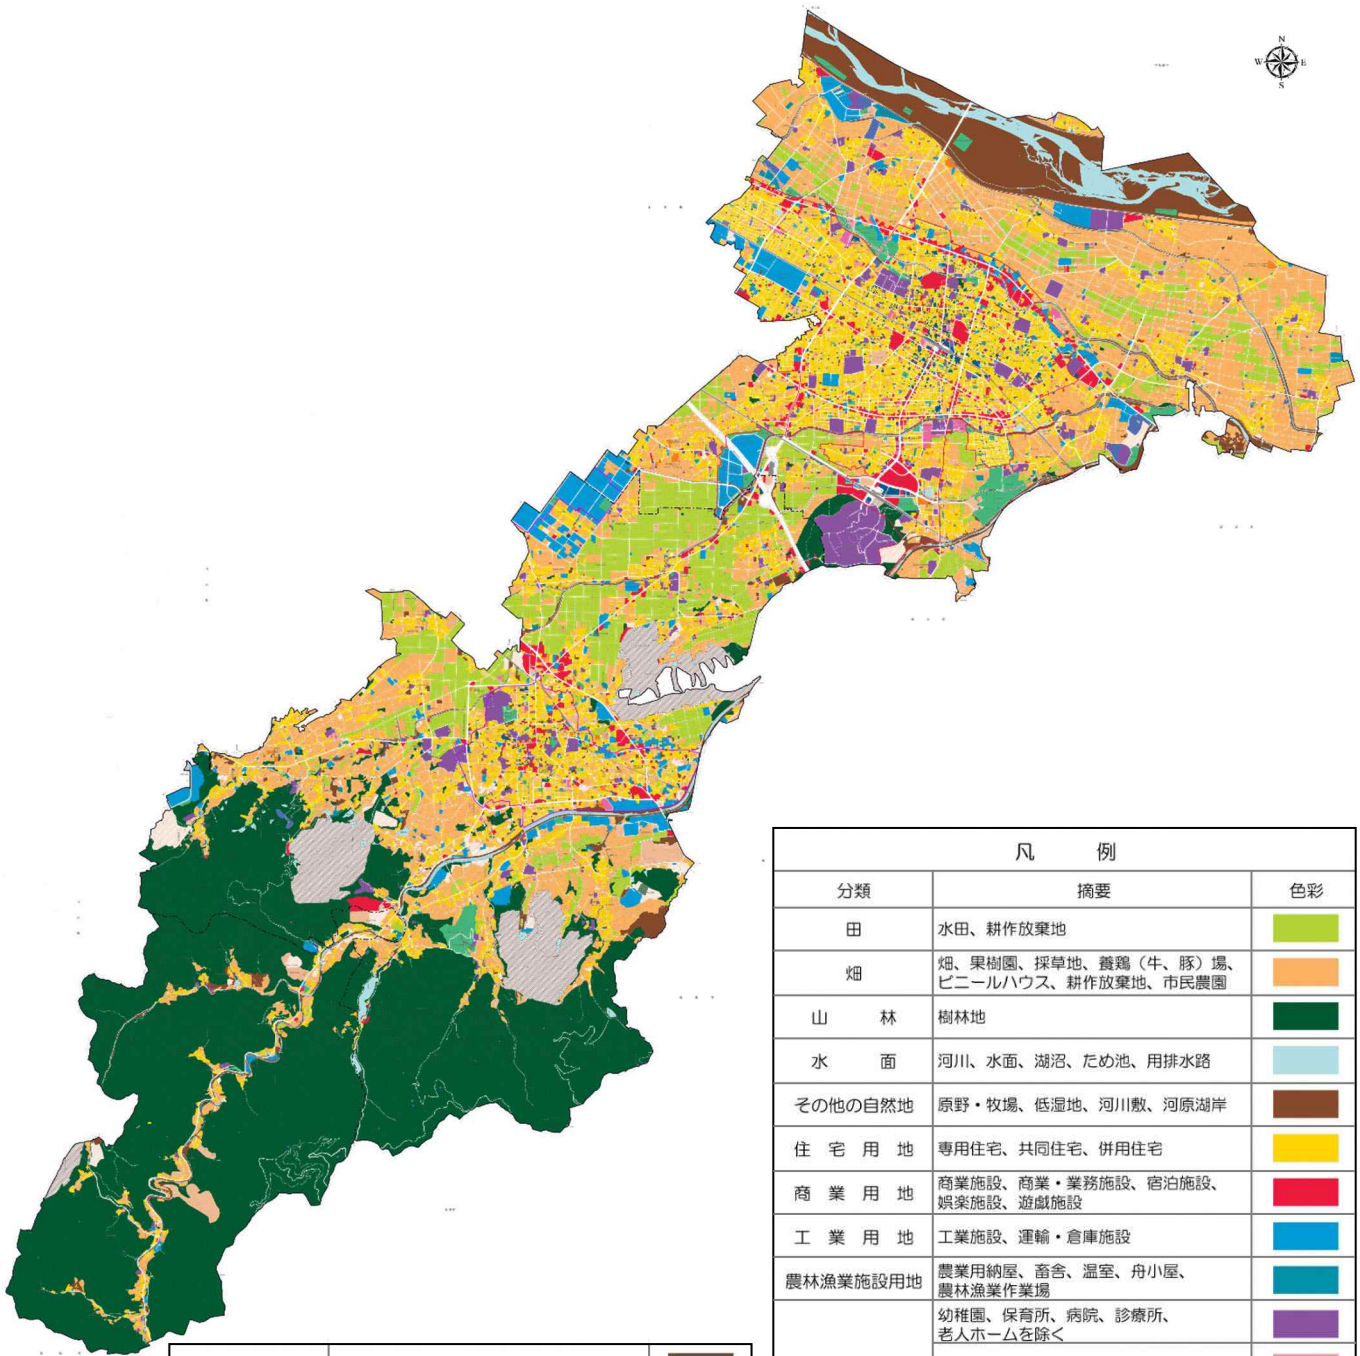 N
W E
S
凡 例
分類 摘要 色彩
田 水田、耕作放棄地
畑 畑、果樹園、採草地、養鶏（牛、豚）場、
ビニールハウス、耕作放棄地、市民農園
山 林 樹林地
水 面 河川、水面、湖沼、ため池、用排水路
その他の自然地 原野・牧場、低湿地、河川敷、河原湖岸
住 宅 用 地 専用住宅、共同住宅、併用住宅
商 業 用 地 商業施設、商業・業務施設、宿泊施設、
娯楽施設、遊戯施設
工 業 用 地 工業施設、運輸・倉庫施設
農林漁業施設用地 農業用納屋、畜舎、温室、舟小屋、
農林漁業作業場
幼稚園、保育所、病院、診療所、
老人ホームを除く